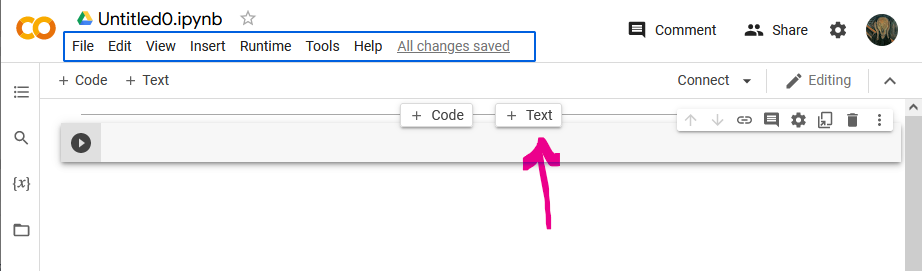 Untitled0.ipynb
Comment Share
File Edit View Insert Runtime Tools Help All changes saved
+ Code + Text Connect Editing
+ Code + Text
{x}